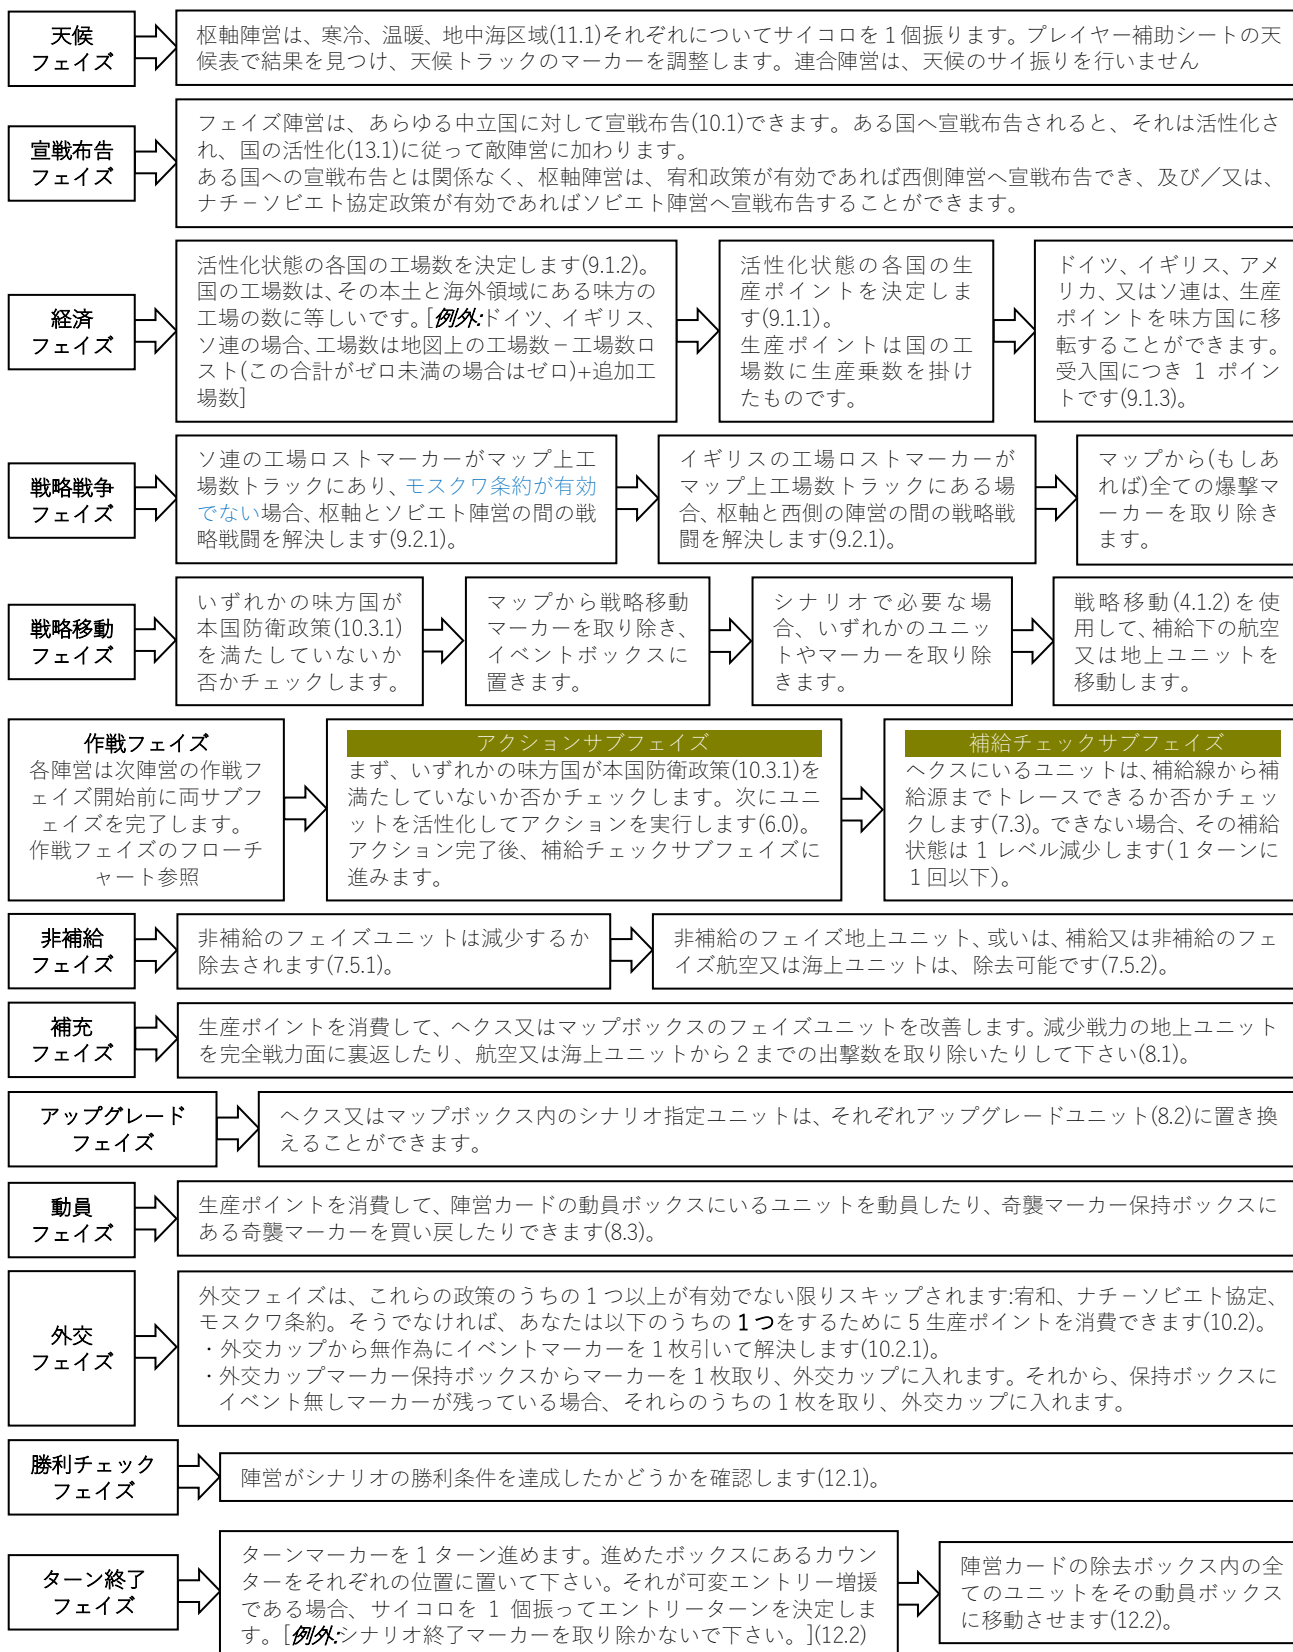 天候
フェイズ
枢軸陣営は、寒冷、温暖、地中海区域(11.1)それぞれについてサイコロを1個振ります。プレイヤー補助シートの天
候表で結果を見つけ、天候トラックのマーカーを調整します。連合陣営は、天候のサイ振りを行いません
宣戦布告
フェイズ
フェイズ陣営は、あらゆる中立国に対して宣戦布告(10.1)できます。ある国へ宣戦布告されると、それは活性化さ
れ、国の活性化(13.1)に従って敵陣営に加わります。
ある国への宣戦布告とは関係なく、枢軸陣営は、宥和政策が有効であれば西側陣営へ宣戦布告でき、及び／又は、
ナチ－ソビエト協定政策が有効であればソビエト陣営へ宣戦布告することができます。
経済
フェイズ
活性化状態の各国の工場数を決定します(9.1.2)。
国の工場数は、その本土と海外領域にある味方の
工場の数に等しいです。[例外:ドイツ、イギリス、
ソ連の場合、工場数は地図上の工場数－工場数ロ
スト(この合計がゼロ未満の場合はゼロ)+追加工
場数]
活性化状態の各国の生
産ポイントを決定しま
す(9.1.1)。
生産ポイントは国の工
場数に生産乗数を掛け
たものです。
ドイツ、イギリス、アメ
リカ、又はソ連は、生産
ポイントを味方国に移
転することができます。
受入国につき 1 ポイン
トです(9.1.3)。
戦略戦争
フェイズ
ソ連の工場ロストマーカーがマップ上工
場数トラックにあり、モスクワ条約が有効
でない場合、枢軸とソビエト陣営の間の戦
略戦闘を解決します(9.2.1)。
イギリスの工場ロストマーカーが
マップ上工場数トラックにある場
合、枢軸と西側の陣営の間の戦略戦
闘を解決します(9.2.1)。
マップから(もしあ
れば)全ての爆撃マ
ーカーを取り除き
ます。
戦略移動
フェイズ
いずれかの味方国が
本国防衛政策(10.3.1)
を満たしていないか
否かチェックします。
マップから戦略移動
マーカーを取り除き、
イベントボックスに
置きます。
シナリオで必要な場
合、いずれかのユニッ
トやマーカーを取り除
きます。
戦略移動(4.1.2)を使
用して、補給下の航空
又は地上ユニットを
移動します。
作戦フェイズ
各陣営は次陣営の作戦フ
ェイズ開始前に両サブフ
ェイズを完了します。
作戦フェイズのフローチ
ャート参照
アクションサブフェイズ
まず、いずれかの味方国が本国防衛政策(10.3.1)を
満たしていないか否かチェックします。次にユニ
ットを活性化してアクションを実行します(6.0)。
アクション完了後、補給チェックサブフェイズに
進みます。
補給チェックサブフェイズ
ヘクスにいるユニットは、補給線から補
給源までトレースできるか否かチェッ
クします(7.3)。できない場合、その補給
状態は 1 レベル減少します(1ターンに
1回以下)。
非補給
フェイズ
非補給のフェイズユニットは減少するか
除去されます(7.5.1)。
非補給のフェイズ地上ユニット、或いは、補給又は非補給のフェ
イズ航空又は海上ユニットは、除去可能です(7.5.2)。
補充
フェイズ
生産ポイントを消費して、ヘクス又はマップボックスのフェイズユニットを改善します。減少戦力の地上ユニット
を完全戦力面に裏返したり、航空又は海上ユニットから2までの出撃数を取り除いたりして下さい(8.1)。
アップグレード
フェイズ
ヘクス又はマップボックス内のシナリオ指定ユニットは、それぞれアップグレードユニット(8.2)に置き換
えることができます。
動員
フェイズ
生産ポイントを消費して、陣営カードの動員ボックスにいるユニットを動員したり、奇襲マーカー保持ボックスに
ある奇襲マーカーを買い戻したりできます(8.3)。
外交
フェイズ
外交フェイズは、これらの政策のうちの1つ以上が有効でない限りスキップされます:宥和、ナチ－ソビエト協定、
モスクワ条約。そうでなければ、あなたは以下のうちの1つをするために5生産ポイントを消費できます(10.2)。
・外交カップから無作為にイベントマーカーを1枚引いて解決します(10.2.1)。
・外交カップマーカー保持ボックスからマーカーを1枚取り、外交カップに入れます。それから、保持ボックスに
イベント無しマーカーが残っている場合、それらのうちの1枚を取り、外交カップに入れます。
勝利チェック
フェイズ
陣営がシナリオの勝利条件を達成したかどうかを確認します(12.1)。
ターン終了
フェイズ
ターンマーカーを1ターン進めます。進めたボックスにあるカウン
ターをそれぞれの位置に置いて下さい。それが可変エントリー増援
である場合、サイコロを 1 個振ってエントリーターンを決定しま
す。[例外:シナリオ終了マーカーを取り除かないで下さい。](12.2)
陣営カードの除去ボックス内の全
てのユニットをその動員ボックス
に移動させます(12.2)。